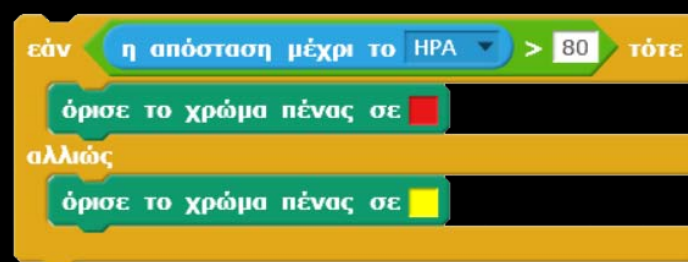 εάν η απόσταση μέχρι το ΗΡΑ > 80 τότε
όρισε το χρώμα πένας σε
αλλιώς
όρισε το χρώμα πένας σε